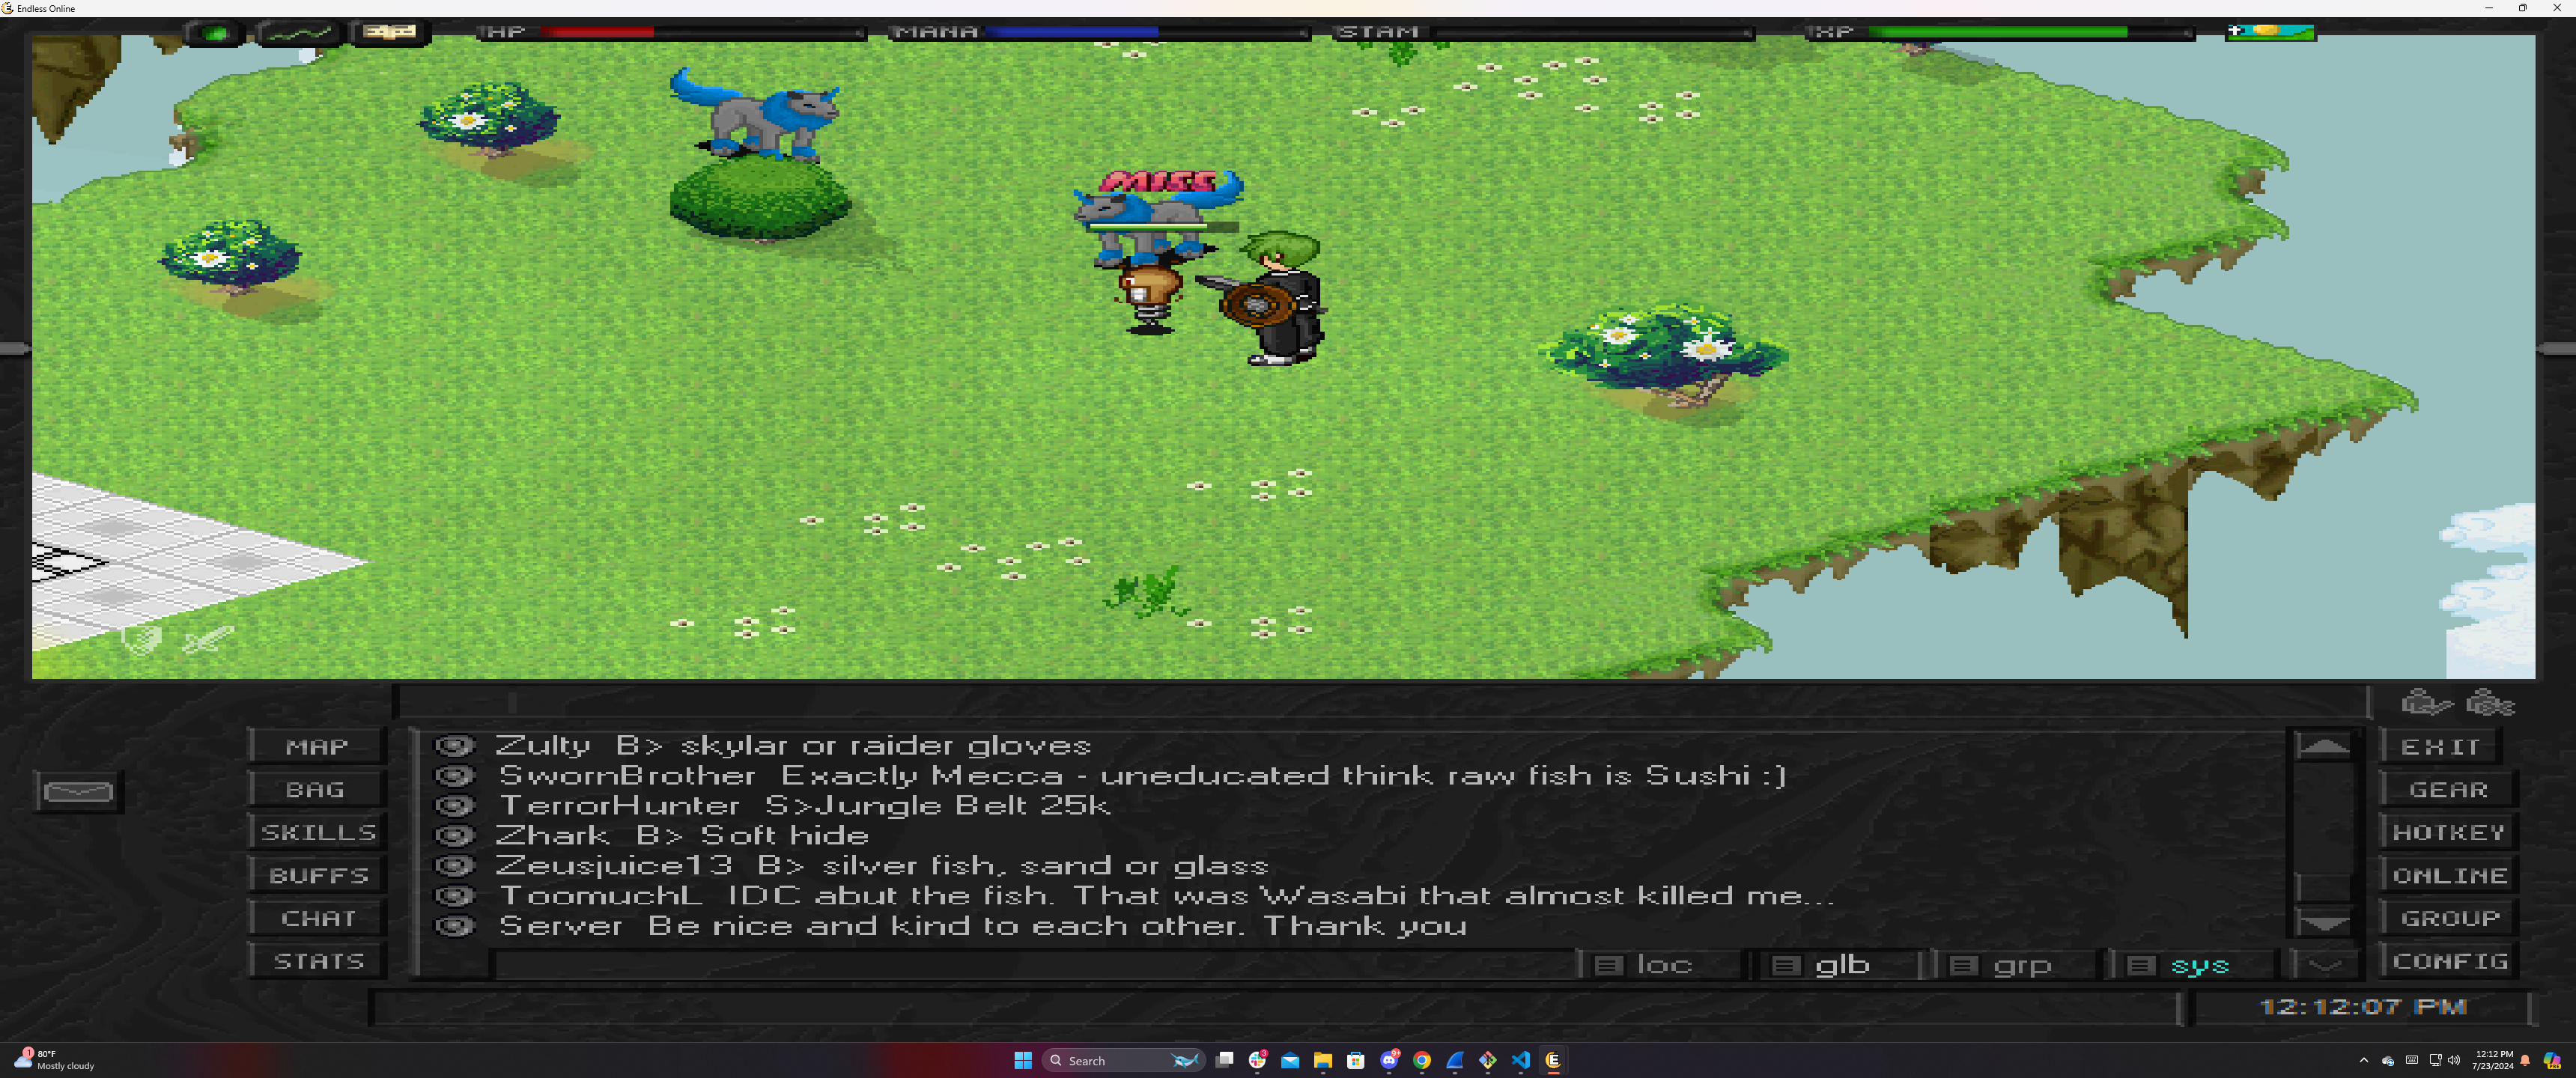 Endless Online
HP
MANA
STAM
XP
MISS
MAP
BAG
SKILLS
BUFFS
CHAT
STATS
Zulty B> skylar or raider gloves
SwornBrother Exactly Mecca - uneducated think raw fish is Sushi :)
TerrorHunter S>Jungle Belt 25k
Zhark B> Soft hide
Zeusjuice13 B> silver fish, sand or glass
ToomuchL IDC abut the fish. That was Wasabi that almost killed me...
Server Be nice and kind to each other. Thank you
loc glb grp sys
EXIT
GEAR
HOTKEY
ONLINE
GROUP
CONFIG
12:12:07 PM
1
80°F
Mostly cloudy
Search
3
9+
E
12:12 PM
7/23/2024